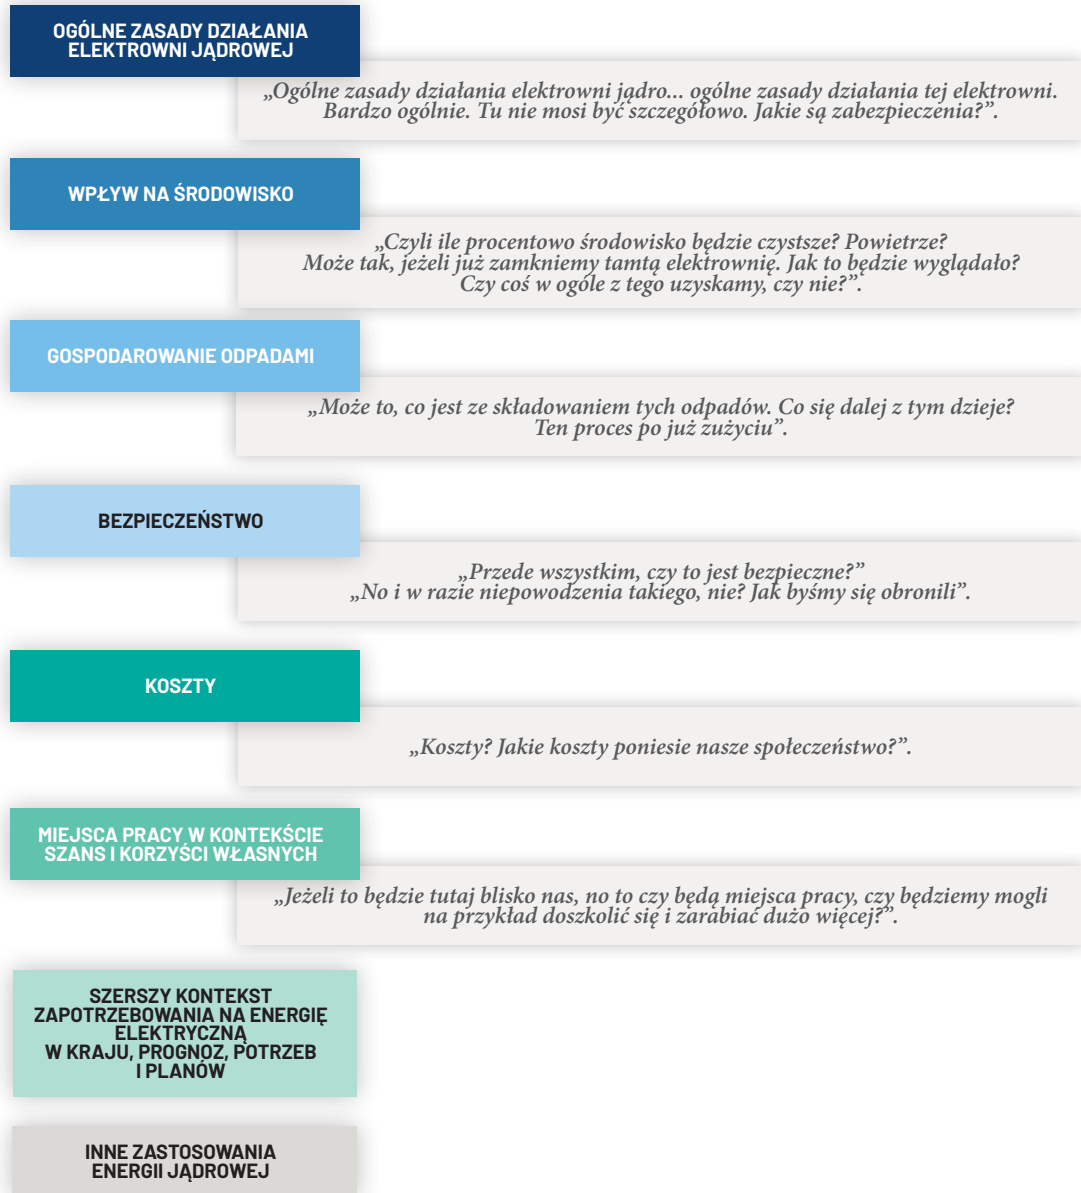 OGÓLNE ZASADY DZIAŁANIA
ELEKTROWNI JĄDROWEJ
„Ogólne zasady działania elektrowni jądro... ogólne zasady działania tej elektrowni.
Bardzo ogólnie. Tu nie mosi być szczegółowo. Jakie są zabezpieczenia?”.
WPŁYW NA ŚRODOWISKO
„Czyli ile procentowo środowisko będzie czystsze? Powietrze?
Może tak, jeżeli już zamkniemy tamtą elektrownię. Jak to będzie wyglądało?
Czy coś w ogóle z tego uzyskamy, czy nie?”.
GOSPODAROWANIE ODPADAMI
„Może to, co jest ze składowaniem tych odpadów. Co się dalej z tym dzieje?
Ten proces po już zużyciu”.
BEZPIECZEŃSTWO
„Przede wszystkim, czy to jest bezpieczne?”
„No i w razie niepowodzenia takiego, nie? Jak byśmy się obronili”.
KOSZTY
„Koszty? Jakie koszty poniesie nasze społeczeństwo?”.
MIEJSCA PRACY W KONTEKŚCIE
SZANS I KORZYŚCI WŁASNYCH
„Jeżeli to będzie tutaj blisko nas, no to czy będą miejsca pracy, czy będziemy mogli
na przykład doszkolić się i zarabiać dużo więcej?”.
SZERSZY KONTEKST
ZAPOTRZEBOWANIA NA ENERGIĘ
ELEKTRYCZNĄ
W KRAJU, PROGNOZ, POTRZEB
I PLANÓW
INNE ZASTOSOWANIA
ENERGII JĄDROWEJ